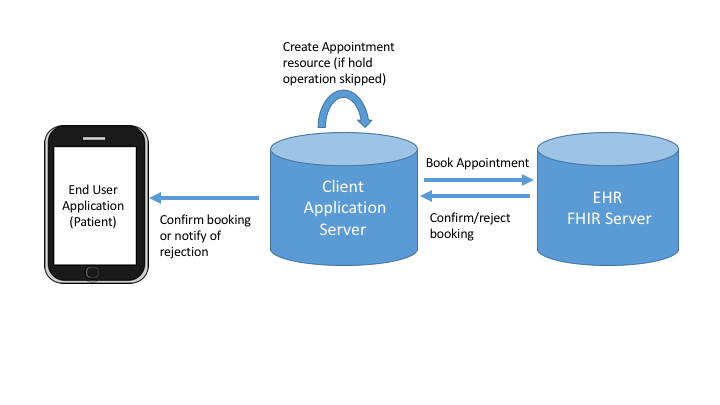 Create Appointment
resource (if hold
operation skipped)
End User
Application
(Patient)
Confirm booking
or notify of
rejection
Client
Application
Server
Book Appointment
Confirm/reject
booking
EHR
FHIR Server